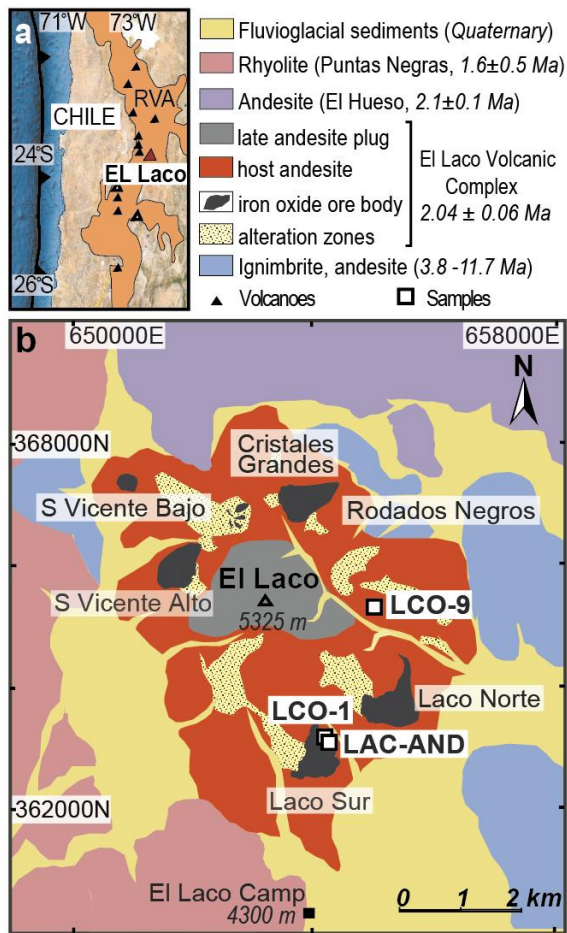 a
71°W 73°W
RVA
CHILE
24°S
EL Laco
26°S
Fluvioglacial sediments (Quaternary)
Rhyolite (Puntas Negras, 1.6±0.5 Ma)
Andesite (El Hueso, 2.1±0.1 Ma)
late andesite plug
host andesite
iron oxide ore body
alteration zones
El Laco Volcanic
Complex
2.04 ± 0.06 Ma
Ignimbrite, andesite (3.8 -11.7 Ma)
Volcanoes
Samples
b
650000E
658000E
N
368000N
Cristales
Grandes
S Vicente Bajo
Rodados Negros
El Laco
5325 m
LCO-9
S Vicente Alto
Laco Norte
LCO-1
LAC-AND
Laco Sur
362000N
El Laco Camp
4300 m
0 1 2 km